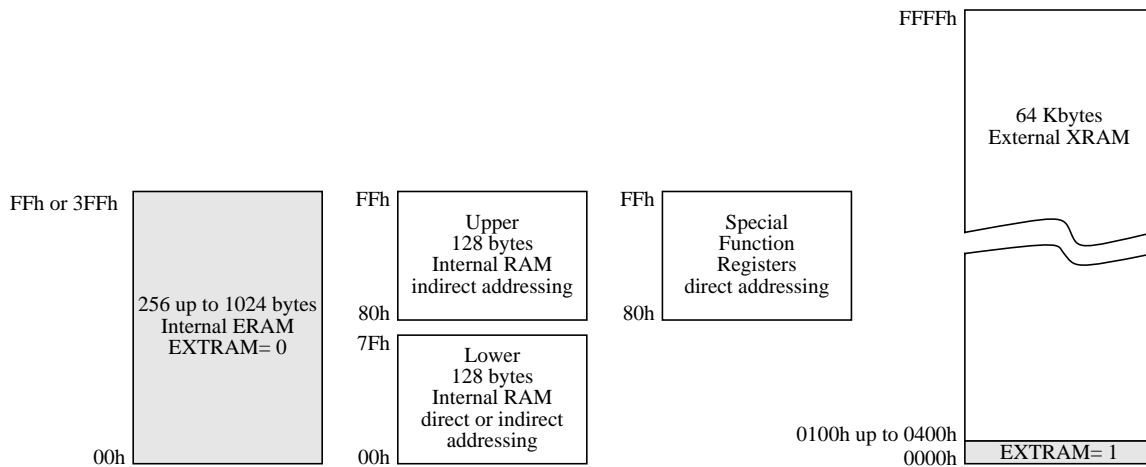 FFh or 3FFh
256 up to 1024 bytes
Internal ERAM
EXTRAM= 0
00h
FFh
Upper
128 bytes
Internal RAM
indirect addressing
80h
7Fh
Lower
128 bytes
Internal RAM
direct or indirect
addressing
00h
FFh
Special
Function
Registers
direct addressing
80h
FFFFh
64 Kbytes
External XRAM
0100h up to 0400h
0000h
EXTRAM= 1